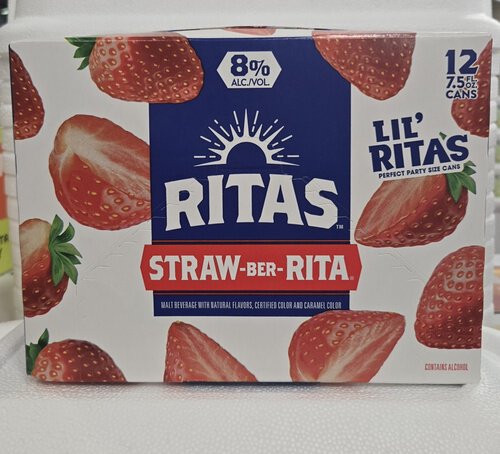 8%
ALC./VOL.
12
7.5 FL. OZ.
CANS
LIL'
RITAS
PERFECT PARTY SIZE CANS
RITAS™
STRAW-BER-RITA
MALT BEVERAGE WITH NATURAL FLAVORS, CERTIFIED COLOR AND CARAMEL COLOR
CONTAINS ALCOHOL